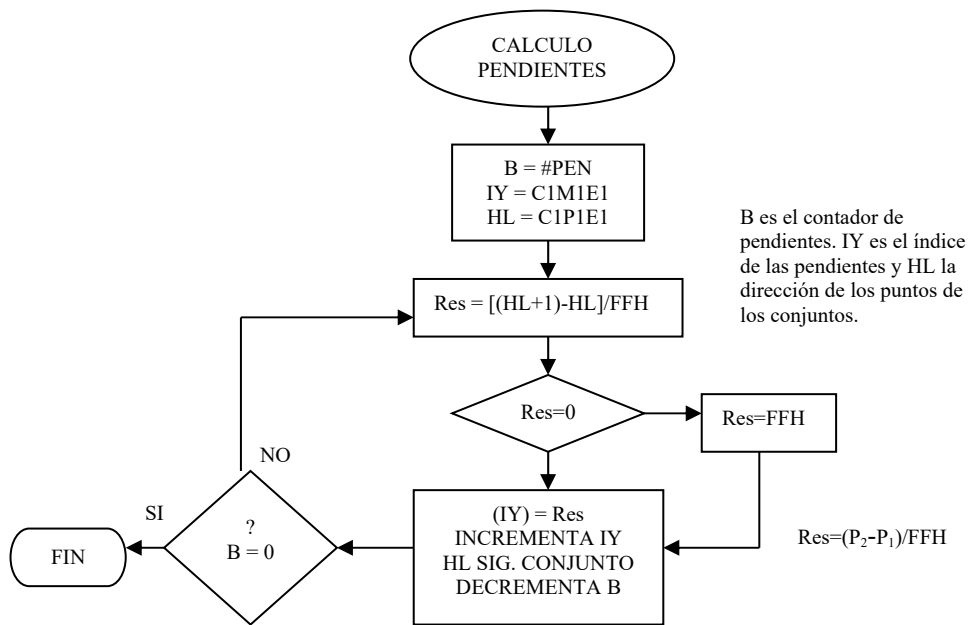 CALCULO
PENDIENTES
B = #PEN
IY = C1M1E1
HL = C1P1E1
B es el contador de
pendientes. IY es el índice
de las pendientes y HL la
dirección de los puntos de
los conjuntos.
Res = [(HL+1)-HL]/FFH
Res=0
Res=FFH
NO
SI
?
B = 0
FIN
(IY) = Res
INCREMENTA IY
HL SIG. CONJUNTO
DECREMENTA B
Res=(P₂-P₁)/FFH